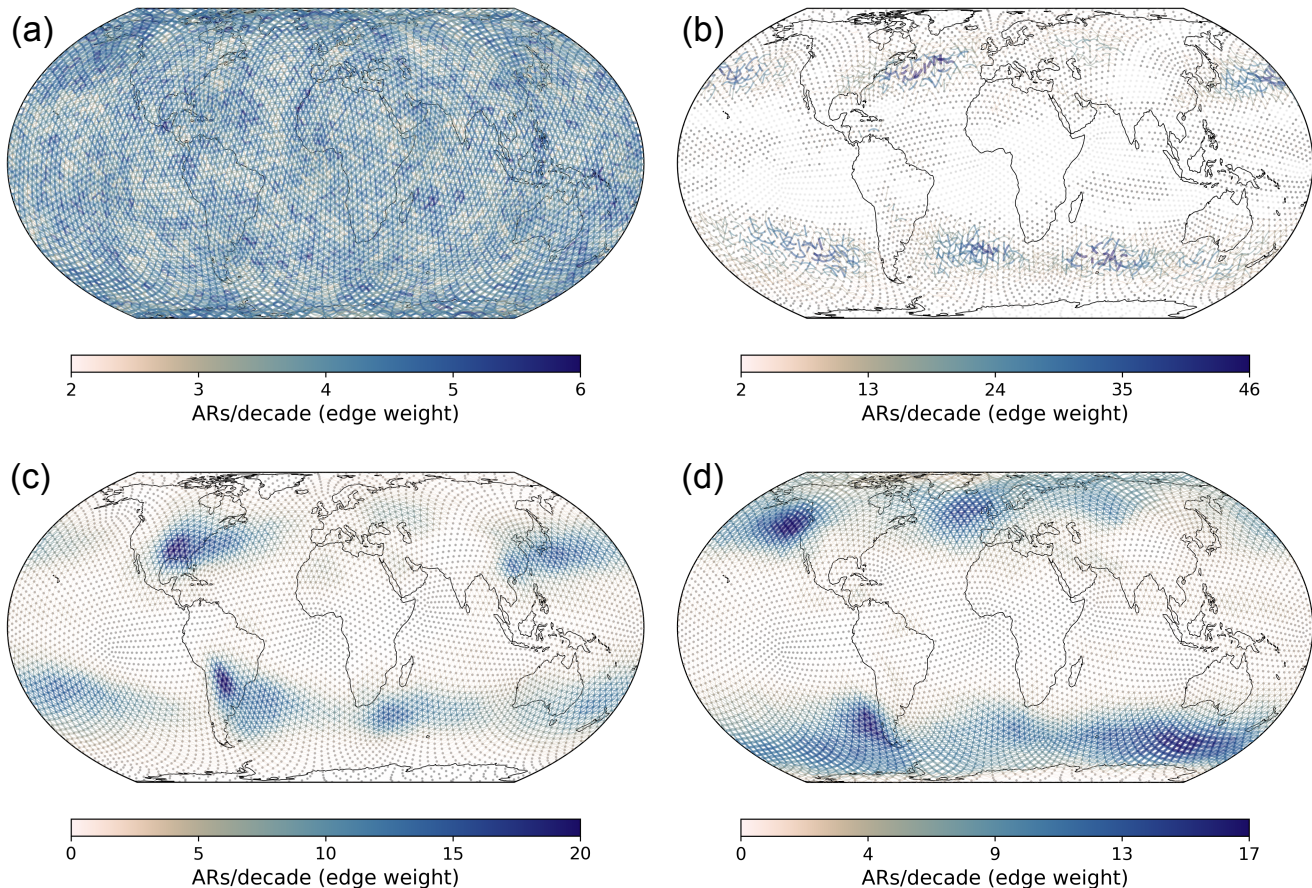 (a)
(b)
2 3 4 5 6
ARs/decade (edge weight)
2 13 24 35 46
ARs/decade (edge weight)
(c)
(d)
0 5 10 15 20
ARs/decade (edge weight)
0 4 9 13 17
ARs/decade (edge weight)